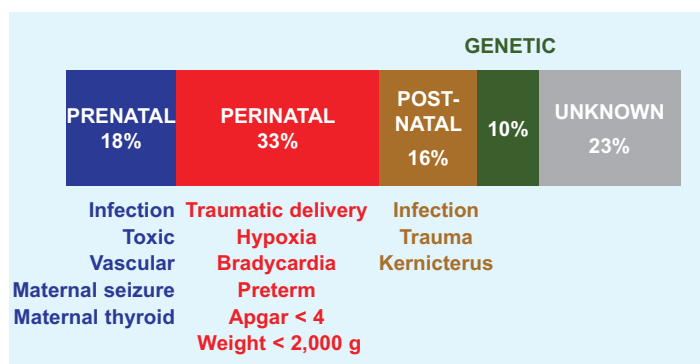 GENETIC
PRENATAL
18%
PERINATAL
33%
POST-
NATAL
16%
10%
UNKNOWN
23%
Infection
Toxic
Vascular
Maternal seizure
Maternal thyroid
Traumatic delivery
Hypoxia
Bradycardia
Preterm
Apgar < 4
Weight < 2,000 g
Infection
Trauma
Kernicterus